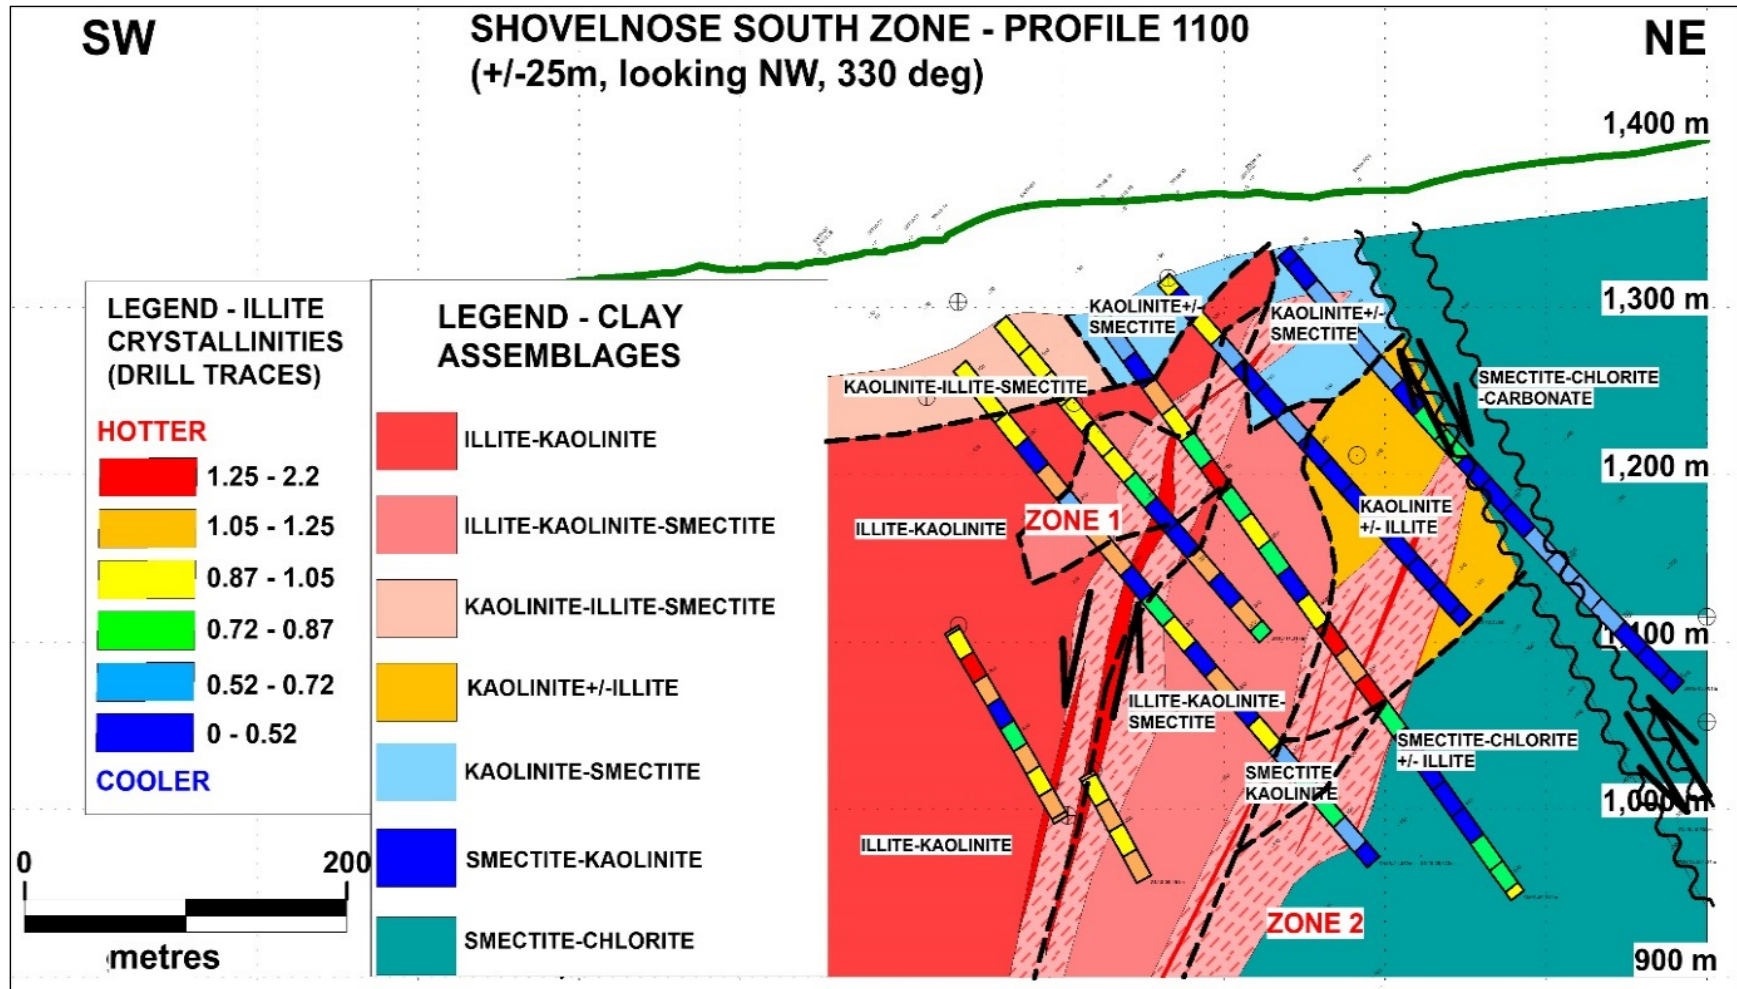 SW
SHOVELNOSE SOUTH ZONE - PROFILE 1100
(+/-25m, looking NW, 330 deg)
NE
1,400 m
1,300 m
1,200 m
1,100 m
1,000 m
900 m
LEGEND - ILLITE
CRYSTALLINITIES
(DRILL TRACES)
HOTTER
1.25 - 2.2
1.05 - 1.25
0.87 - 1.05
0.72 - 0.87
0.52 - 0.72
0 - 0.52
COOLER
0
200
metres
LEGEND - CLAY
ASSEMBLAGES
ILLITE-KAOLINITE
ILLITE-KAOLINITE-SMECTITE
KAOLINITE-ILLITE-SMECTITE
KAOLINITE+/-ILLITE
KAOLINITE-SMECTITE
SMECTITE-KAOLINITE
SMECTITE-CHLORITE
KAOLINITE+/-
SMECTITE
KAOLINITE+/-
SMECTITE
KAOLINITE-ILLITE-SMECTITE
SMECTITE-CHLORITE
-CARBONATE
ILLITE-KAOLINITE
ZONE 1
KAOLINITE
+/- ILLITE
ILLITE-KAOLINITE-
SMECTITE
SMECTITE-CHLORITE
+/- ILLITE
SMECTITE
KAOLINITE
ILLITE-KAOLINITE
ZONE 2